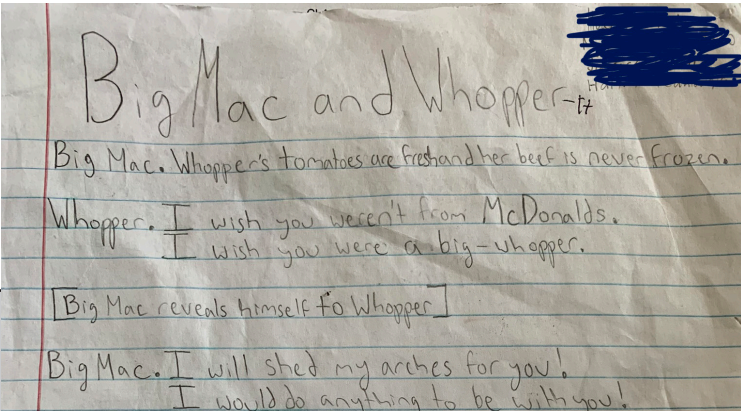 Big Mac and Whopper-it
Big Mac. Whopper's tomatoes are fresh and her beef is never frozen.
Whopper. I wish you weren't from McDonalds.
I wish you were a big-whopper.
[Big Mac reveals himself to Whopper]
Big Mac. I will shed my arches for you!
I would do anything to be with you!